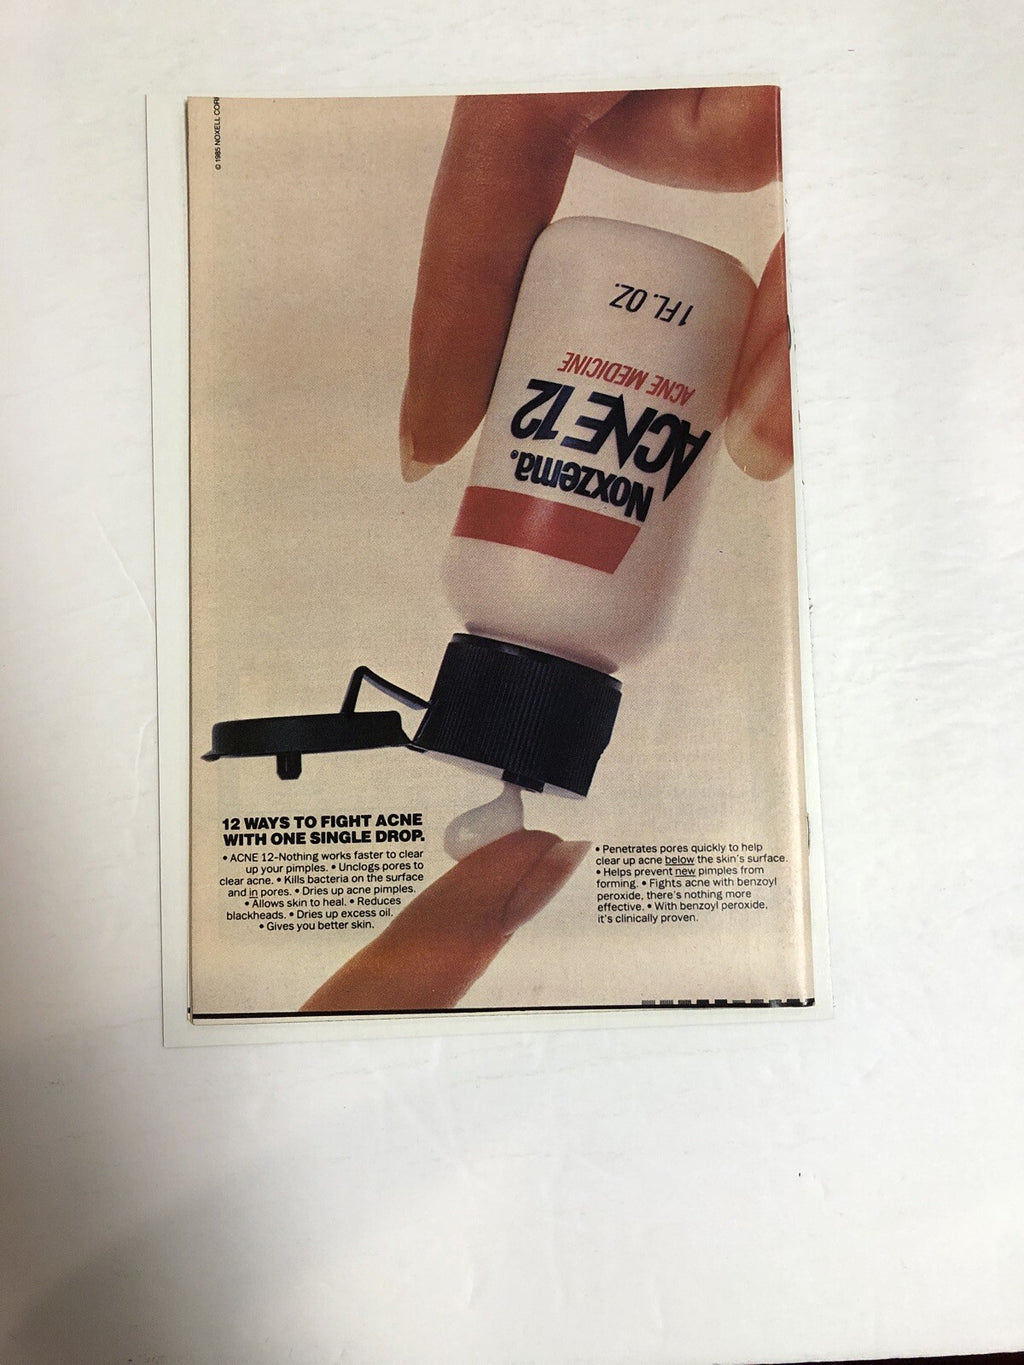 © 1985 NOXELL COR
1 FL. OZ.
ACNE MEDICINE
ACNE 12
Noxzema®
12 WAYS TO FIGHT ACNE
WITH ONE SINGLE DROP.
• ACNE 12–Nothing works faster to clear
up your pimples. • Unclogs pores to
clear acne. • Kills bacteria on the surface
and in pores. • Dries up acne pimples.
• Allows skin to heal. • Reduces
blackheads. • Dries up excess oil.
• Gives you better skin.
• Penetrates pores quickly to help
clear up acne below the skin's surface.
• Helps prevent new pimples from
forming. • Fights acne with benzoyl
peroxide, there's nothing more
effective. • With benzoyl peroxide,
it's clinically proven.